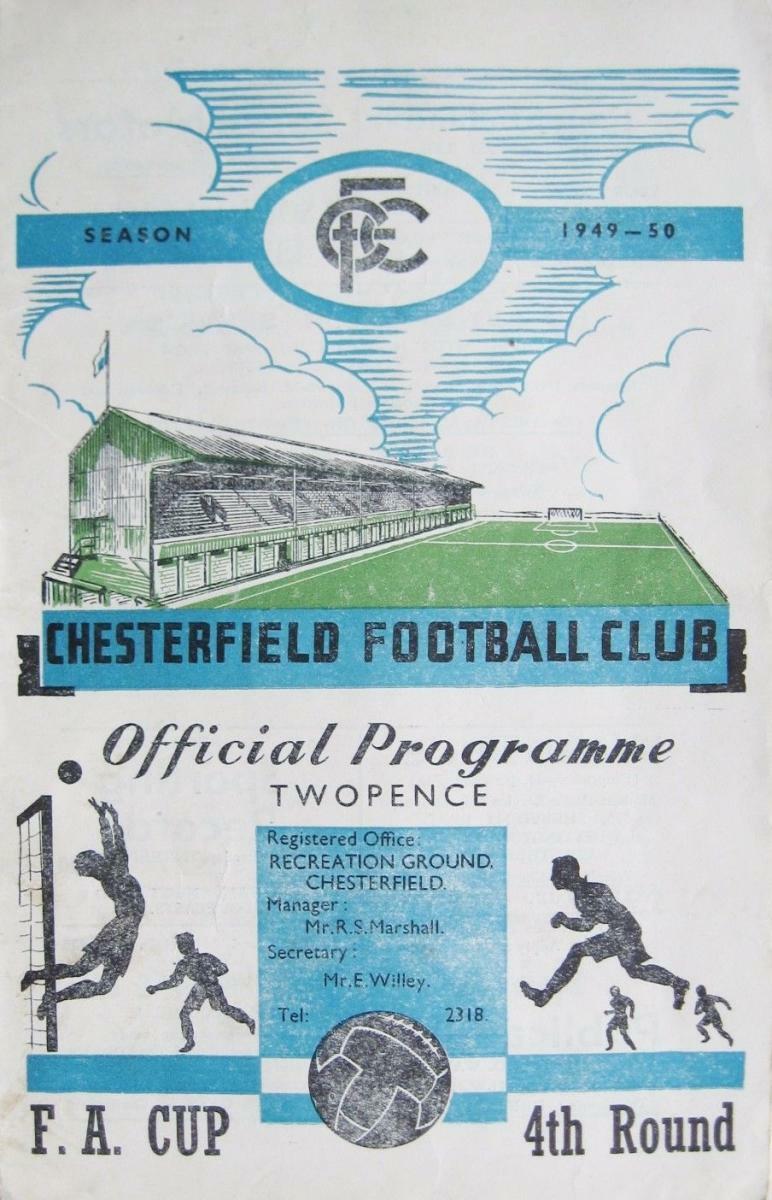 SEASON
CFC
1949-50
CHESTERFIELD FOOTBALL CLUB
Official Programme
TWOPENCE
Registered Office:
RECREATION GROUND,
CHESTERFIELD.
Manager:
Mr.R.S.Marshall.
Secretary:
Mr.E.Willey.
Tel: 2318.
F. A. CUP
4th Round